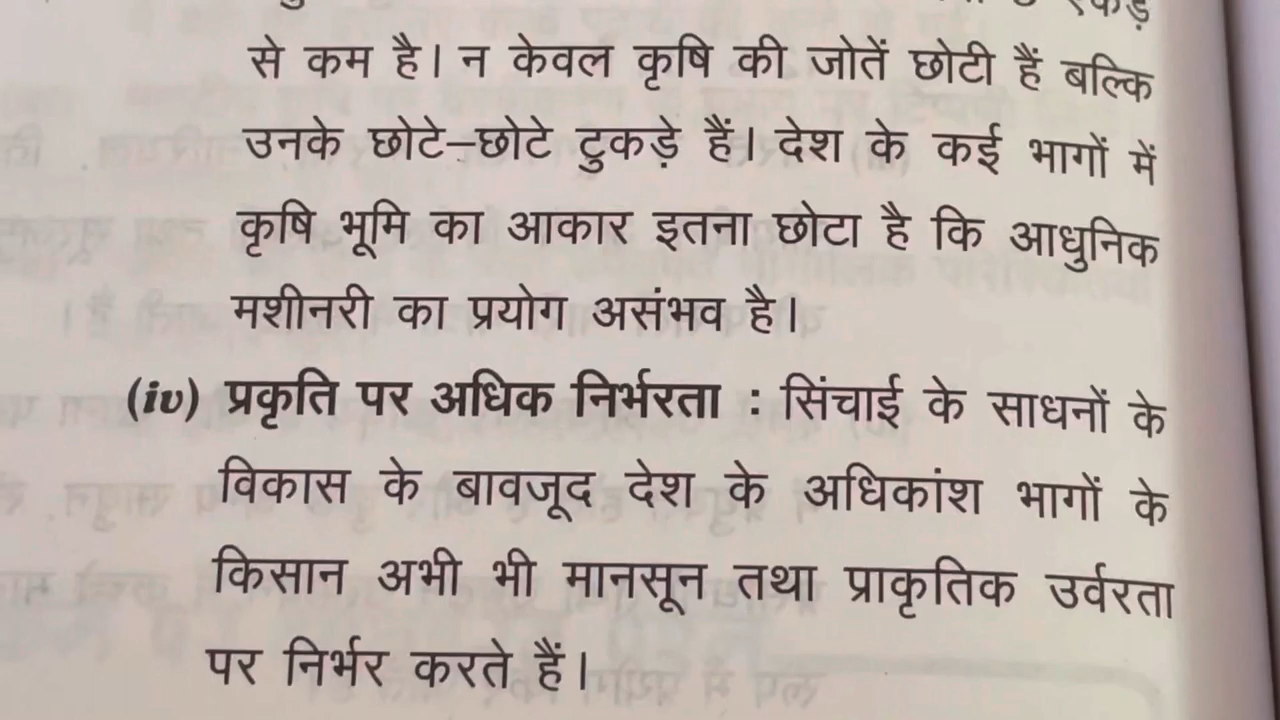 एकड़
से कम है। न केवल कृषि की जोतें छोटी हैं बल्कि
उनके छोटे–छोटे टुकड़े हैं। देश के कई भागों में
कृषि भूमि का आकार इतना छोटा है कि आधुनिक
मशीनरी का प्रयोग असंभव है।
(iv) प्रकृति पर अधिक निर्भरता : सिंचाई के साधनों के
विकास के बावजूद देश के अधिकांश भागों के
किसान अभी भी मानसून तथा प्राकृतिक उर्वरता
पर निर्भर करते हैं।